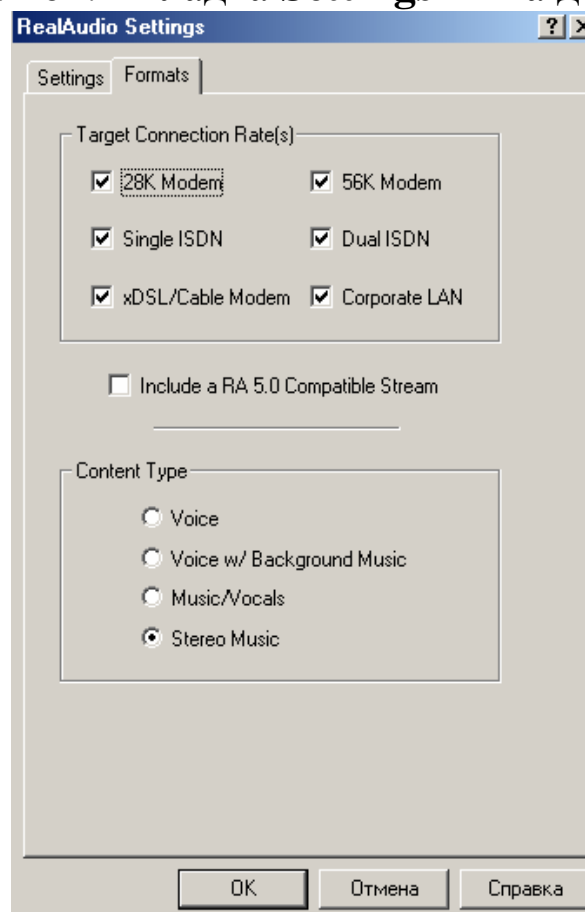 Settings
RealAudio Settings
Settings Formats
Target Connection Rate(s)
28K Modem 56K Modem
Single ISDN Dual ISDN
xDSL/Cable Modem Corporate LAN
Include a RA 5.0 Compatible Stream
Content Type
Voice
Voice w/ Background Music
Music/Vocals
Stereo Music
OK Отмена Справка